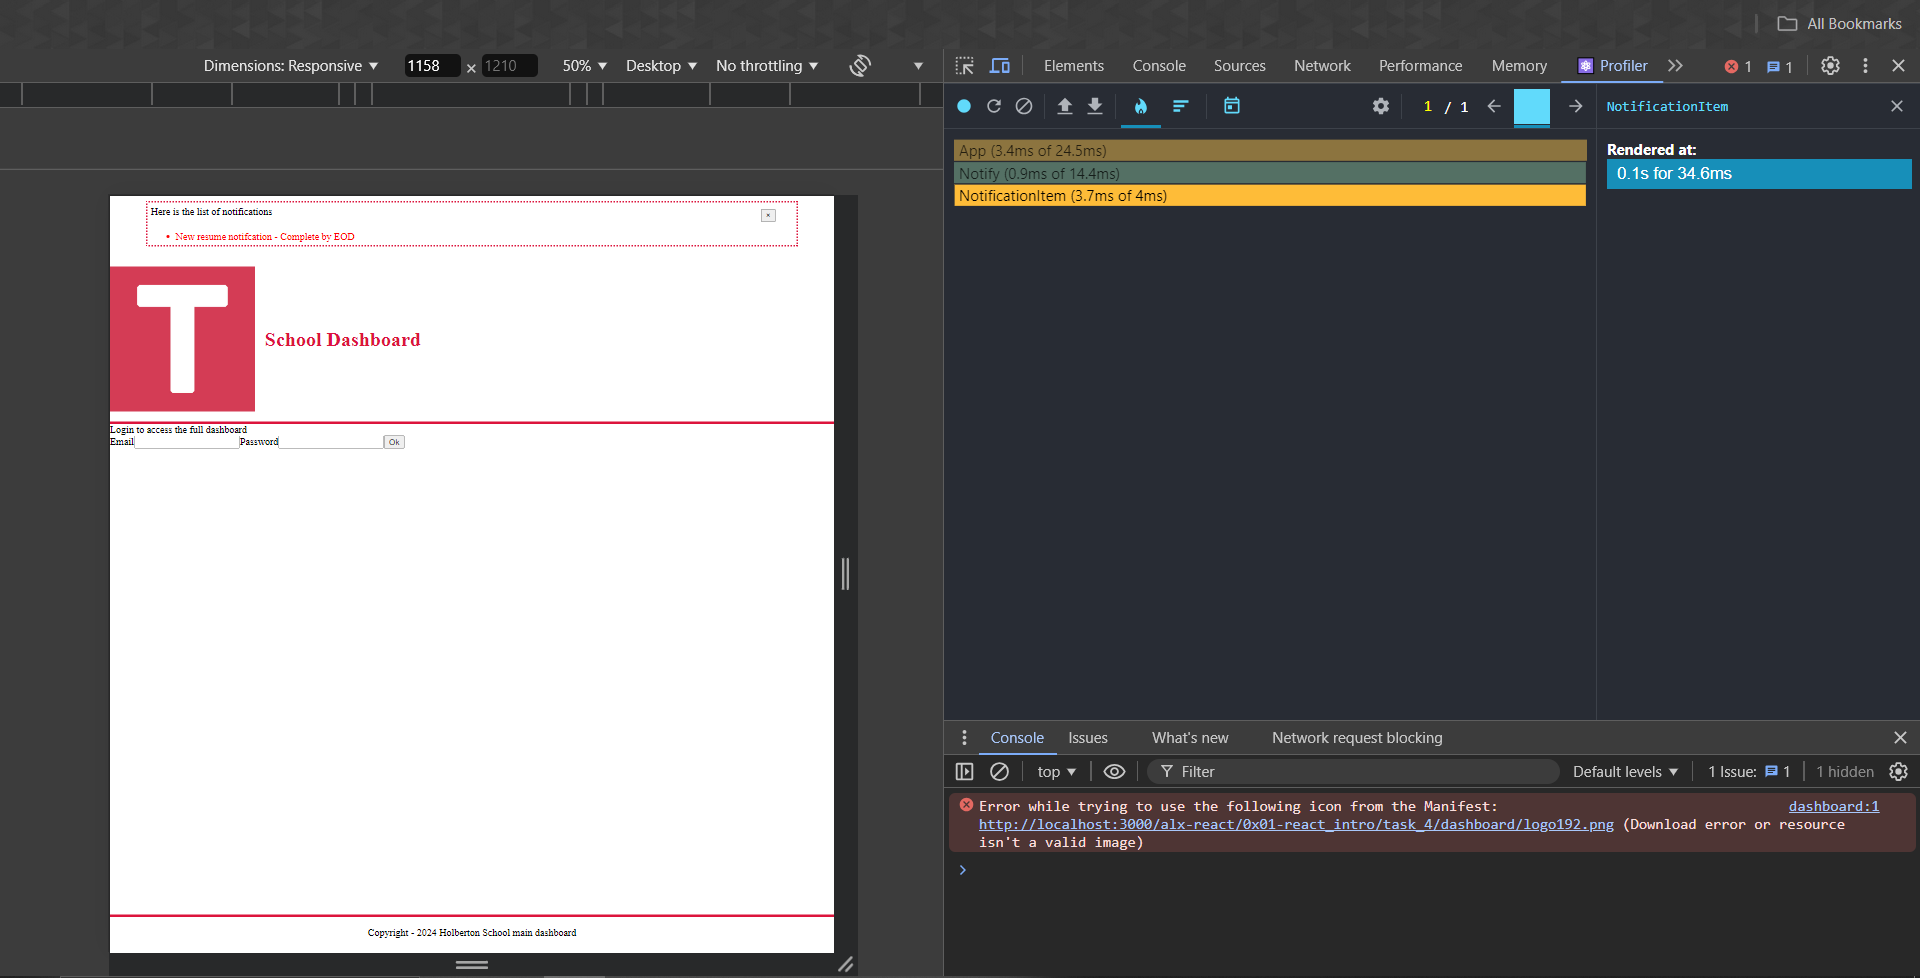 All Bookmarks
Dimensions: Responsive ▼ 1158 × 1210 50% ▼ Desktop ▼ No throttling ▼
Elements Console Sources Network Performance Memory Profiler 1 1
1 / 1
NotificationItem
App (3.4ms of 24.5ms)
Notify (0.9ms of 14.4ms)
NotificationItem (3.7ms of 4ms)
Rendered at:
0.1s for 34.6ms
Here is the list of notifications
×
• New resume notifcation - Complete by EOD
T
School Dashboard
Login to access the full dashboard
Email Password Ok
Copyright - 2024 Holberton School main dashboard
Console Issues What's new Network request blocking
top ▼ Filter Default levels ▼ 1 Issue: 1 1 hidden
Error while trying to use the following icon from the Manifest: dashboard:1
http://localhost:3000/alx-react/0x01-react_intro/task_4/dashboard/logo192.png (Download error or resource
isn't a valid image)